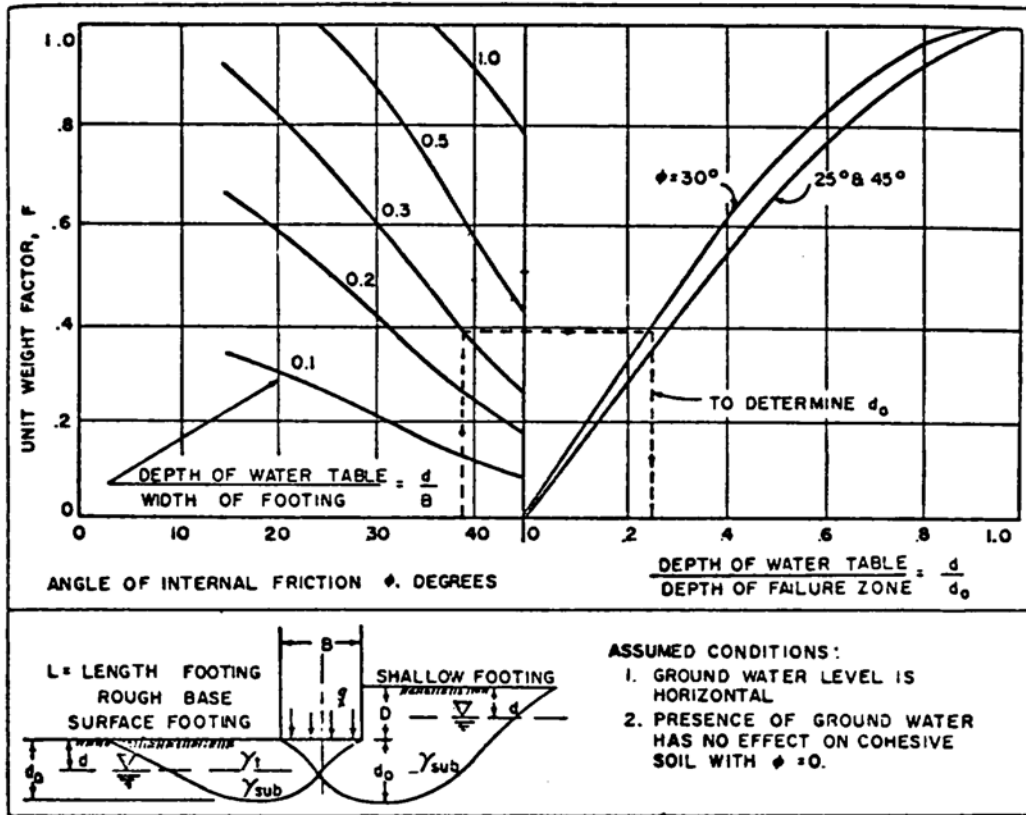 UNIT WEIGHT FACTOR, F
1.0
.8
.6
.4
.2
0
1.0
0.5
0.3
0.2
0.1
ϕ=30°
25° & 45°
TO DETERMINE d₀
DEPTH OF WATER TABLE = d
WIDTH OF FOOTING B
0 10 20 30 40 0 .2 .4 .6 .8 1.0
ANGLE OF INTERNAL FRICTION ϕ. DEGREES
DEPTH OF WATER TABLE = d
DEPTH OF FAILURE ZONE d₀
L= LENGTH FOOTING
ROUGH BASE
SURFACE FOOTING
B
q
SHALLOW FOOTING
D
d
d₀
d
γT
γsub
d₀
γsub
ASSUMED CONDITIONS:
1. GROUND WATER LEVEL IS
HORIZONTAL
2. PRESENCE OF GROUND WATER
HAS NO EFFECT ON COHESIVE
SOIL WITH ϕ =0.